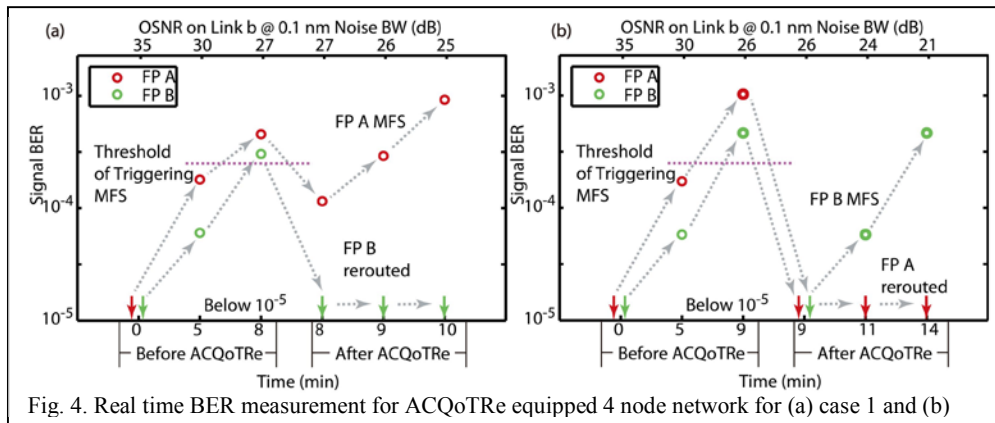 (a)
OSNR on Link b @ 0.1 nm Noise BW (dB)
35 30 27 27 26 25
FP A
FP B
10-3
10-4
10-5
Signal BER
Threshold
of Triggering
MFS
FP A MFS
FP B
rerouted
Below 10-5
0 5 8 8 9 10
Before ACQoTRe
After ACQoTRe
Time (min)
(b)
OSNR on Link b @ 0.1 nm Noise BW (dB)
35 30 26 26 24 21
FP A
FP B
10-3
10-4
10-5
Signal BER
Threshold
of Triggering
MFS
FP B MFS
FP A
rerouted
Below 10-5
0 5 9 9 11 14
Before ACQoTRe
After ACQoTRe
Time (min)
Fig. 4. Real time BER measurement for ACQoTRe equipped 4 node network for (a) case 1 and (b)